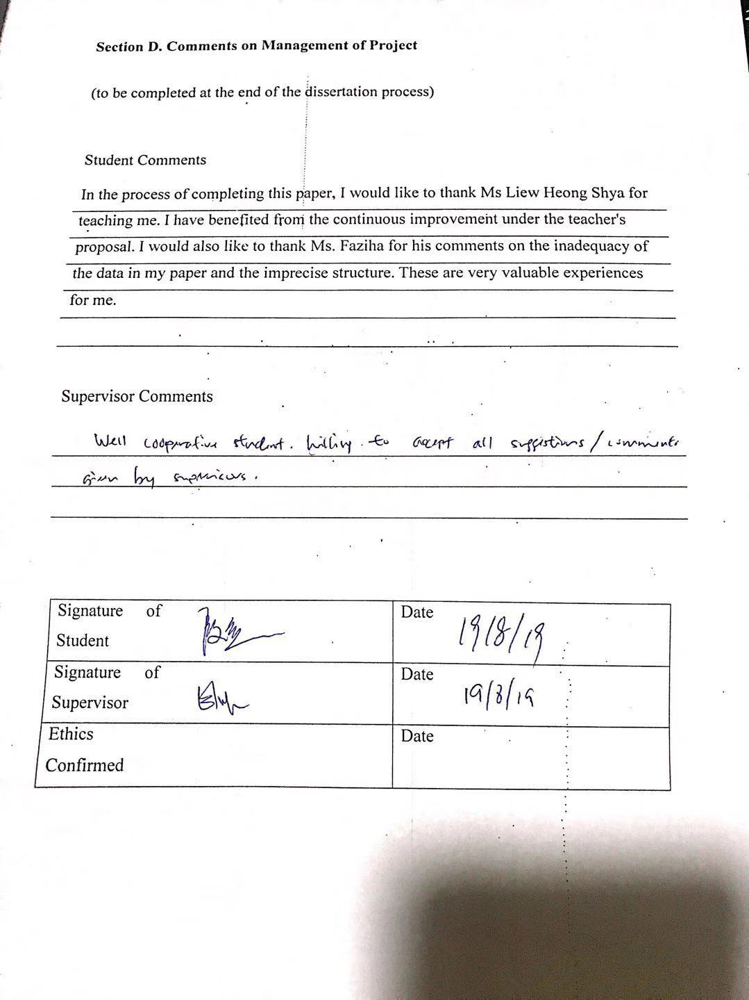 Section D. Comments on Management of Project
(to be completed at the end of the dissertation process)
Student Comments
In the process of completing this paper, I would like to thank Ms Liew Heong Shya for
teaching me. I have benefited from the continuous improvement under the teacher's
proposal. I would also like to thank Ms. Faziha for his comments on the inadequacy of
the data in my paper and the imprecise structure. These are very valuable experiences
for me.
Supervisor Comments
Well cooperative student. Willing to accept all suggistions / comments
given by supervisors.
Signature of
Student
Date
19/8/19
Signature of
Supervisor
Date
19/8/19
Ethics
Confirmed
Date